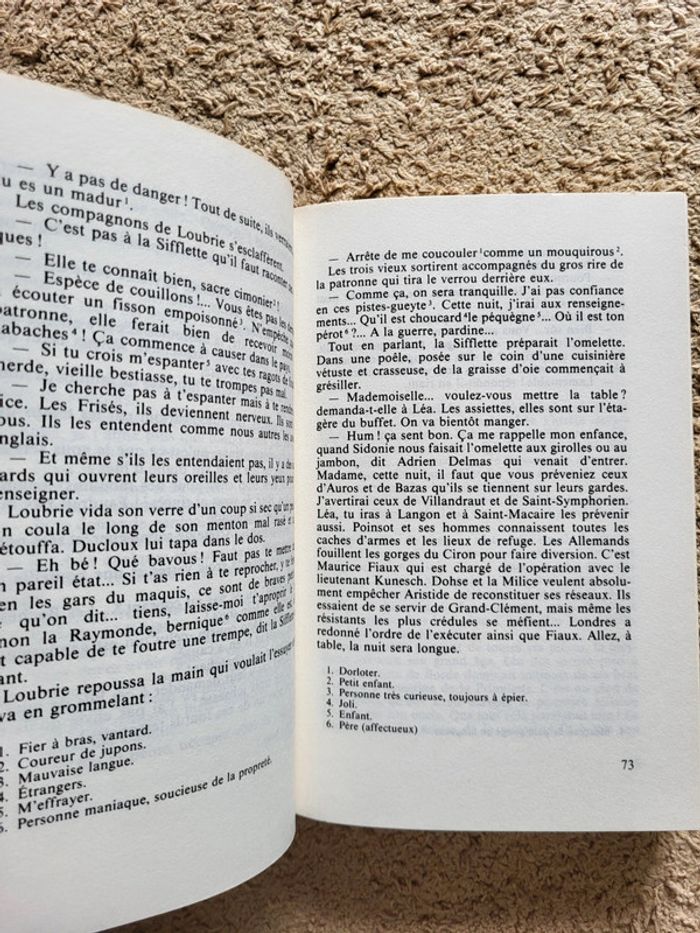 — Y a pas de danger ! Tout de suite, ils
u es un madur¹.
Les compagnons de Loubrie s'esclaffèrent.
— C'est pas à la Sifflette qu'il faut raconter
ques !
— Elle te connaît bien, sacre cimonier² !
— Espèce de couillons !... Vous êtes pas les
écouter un fisson empoisonné³. N'empêche
patronne, elle ferait bien de recevoir
abaches⁴ ! Ça commence à causer dans le
— Si tu crois m'espanter⁵ avec tes ragots de
merde, vieille bestiasse, tu te trompes pas mal.
— Je cherche pas à t'espanter mais à te
ice. Les Frisés, ils deviennent nerveux. Ils
ous. Ils les entendent comme nous autres les
nglais.
— Et même s'ils les entendaient pas, il y a
ards qui ouvrent leurs oreilles et leurs yeux
enseigner.
Loubrie vida son verre d'un coup si sec qu'un
n coula le long de son menton mal rasé
étouffa. Ducloux lui tapa dans le dos.
— Eh bé ! Qué bavous ! Faut pas te mettre
n pareil état... Si t'as rien à te reprocher,
en les gars du maquis, ce sont de braves
qu'on dit... tiens, laisse-moi t'aproprir
non la Raymonde, bernique⁶ comme elle
t capable de te foutre une trempe, dit la
ant.
Loubrie repoussa la main qui voulait l'essuyer
va en grommelant :
1. Fier à bras, vantard.
2. Coureur de jupons.
3. Mauvaise langue.
4. Étrangers.
5. M'effrayer.
6. Personne maniaque, soucieuse de la propreté.
— Arrête de me coucouler¹ comme un mouquirous².
Les trois vieux sortirent accompagnés du gros rire de
la patronne qui tira le verrou derrière eux.
— Comme ça, on sera tranquille. J'ai pas confiance
en ces pistes-gueyte³. Cette nuit, j'irai aux renseigne-
ments... Qu'il est choucard⁴ le péquègne⁵... Où il est ton
pérot⁶ ?... A la guerre, pardine...
Tout en parlant, la Sifflette préparait l'omelette.
Dans une poêle, posée sur le coin d'une cuisinière
vétuste et crasseuse, de la graisse d'oie commençait à
grésiller.
— Mademoiselle... voulez-vous mettre la table ?
demanda-t-elle à Léa. Les assiettes, elles sont sur l'éta-
gère du buffet. On va bientôt manger.
— Hum ! ça sent bon. Ça me rappelle mon enfance,
quand Sidonie nous faisait l'omelette aux girolles ou au
jambon, dit Adrien Delmas qui venait d'entrer.
Madame, cette nuit, il faut que vous préveniez ceux
d'Auros et de Bazas qu'ils se tiennent sur leurs gardes.
J'avertirai ceux de Villandraut et de Saint-Symphorien.
Léa, tu iras à Langon et à Saint-Macaire les prévenir
aussi. Poinsot et ses hommes connaissent toutes les
caches d'armes et les lieux de refuge. Les Allemands
fouillent les gorges du Ciron pour faire diversion. C'est
Maurice Fiaux qui est chargé de l'opération avec le
lieutenant Kunesch. Dohse et la Milice veulent absolu-
ment empêcher Aristide de reconstituer ses réseaux. Ils
essaient de se servir de Grand-Clément, mais même les
résistants les plus crédules se méfient... Londres a
redonné l'ordre de l'exécuter ainsi que Fiaux. Allez, à
table, la nuit sera longue.
1. Dorloter.
2. Petit enfant.
3. Personne très curieuse, toujours à épier.
4. Joli.
5. Enfant.
6. Père (affectueux)
73